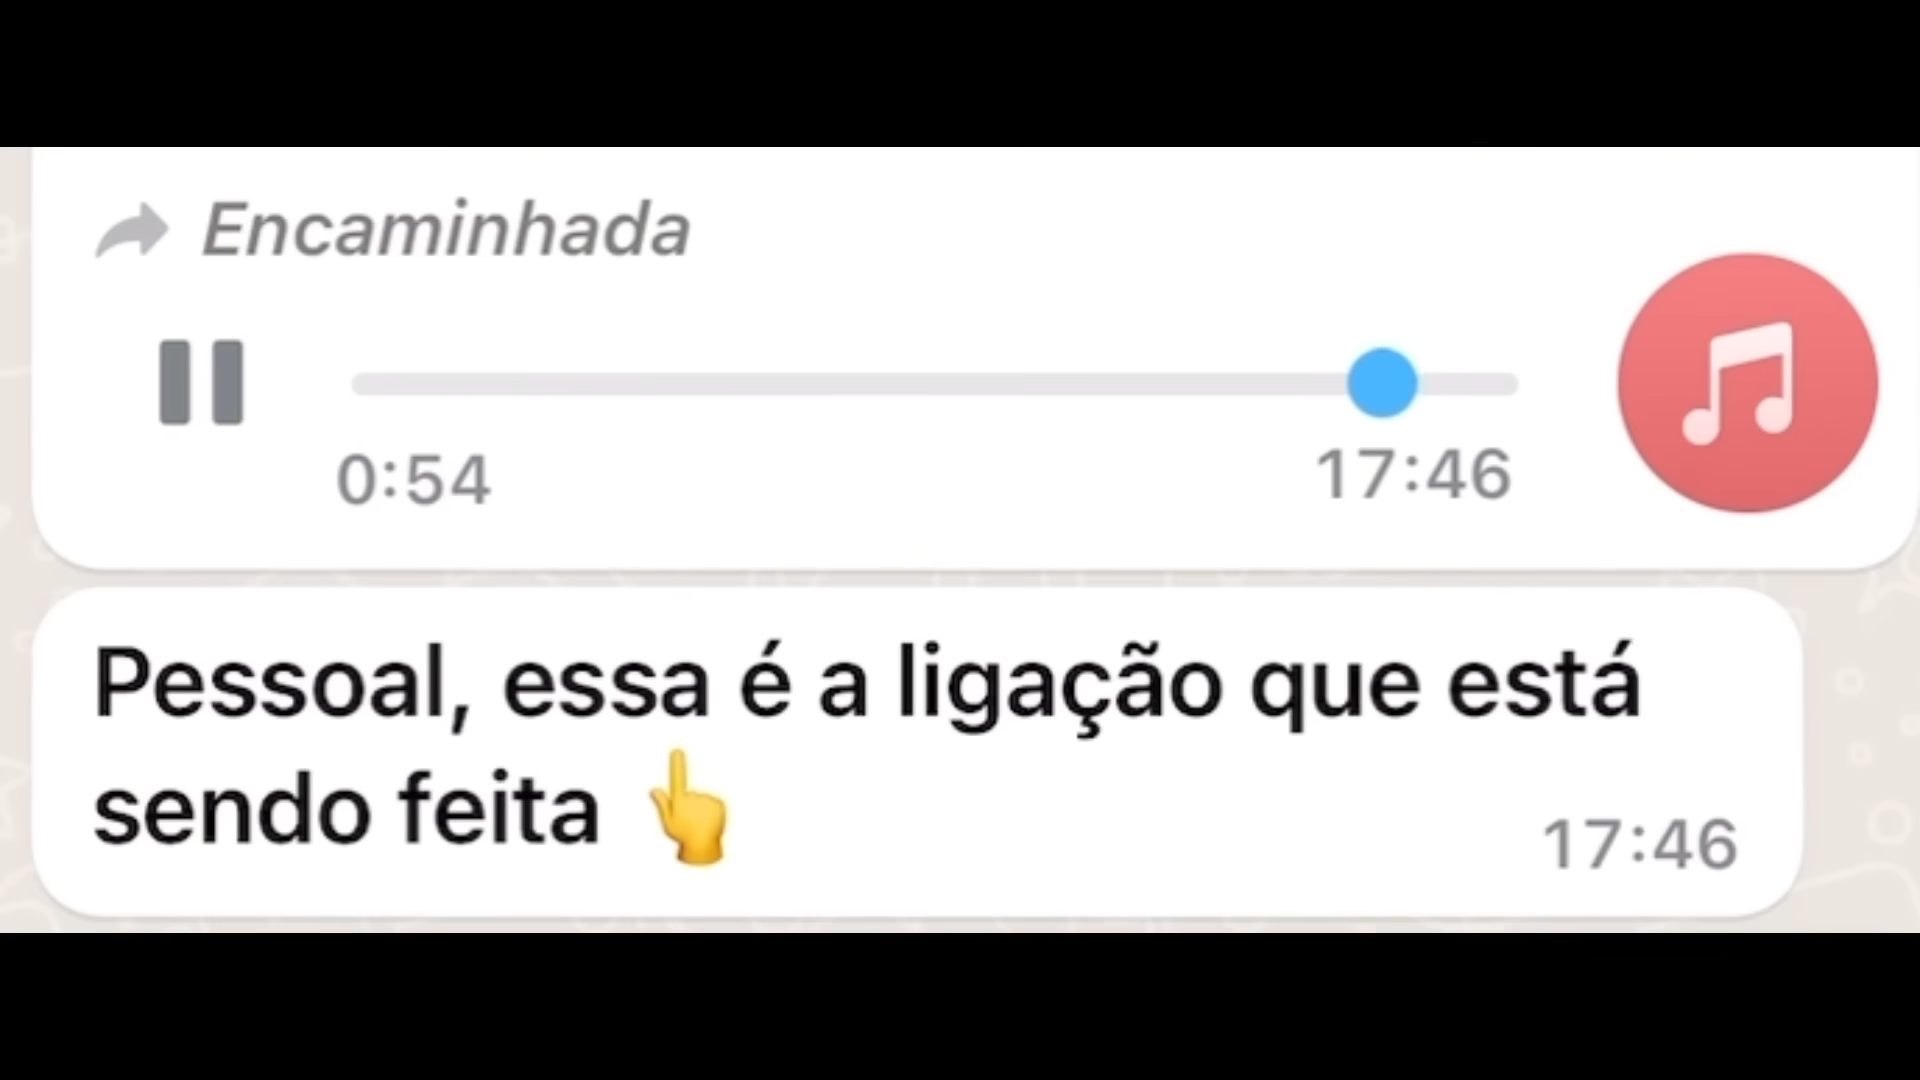 Encaminhada
0:54 17:46
Pessoal, essa é a ligação que está
sendo feita 👆
17:46